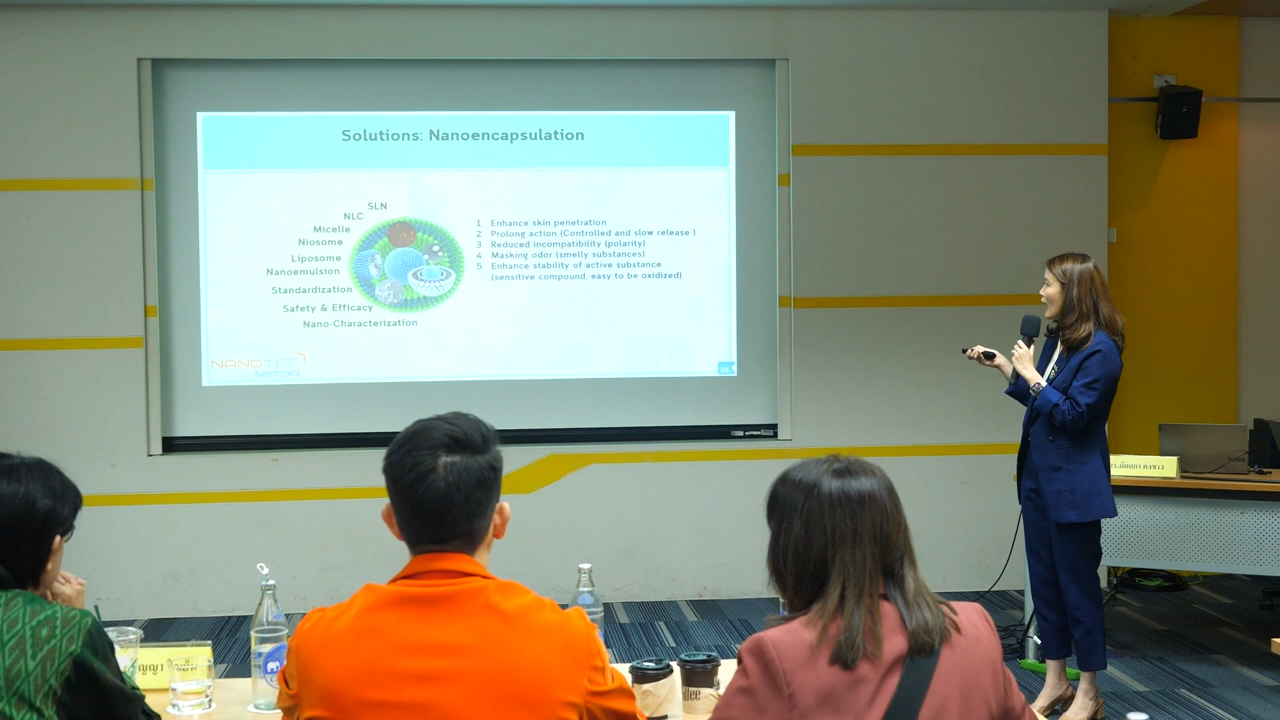 Solutions: Nanoencapsulation
SLN
NLC
Micelle
Niosome
Liposome
Nanoemulsion
Standardization
Safety & Efficacy
Nano-Characterization
1. Enhance skin penetration
2. Prolong action (Controlled and slow release )
3. Reduced incompatibility (polarity)
4 Masking odor (smelly substances)
5 Enhance stability of active substance
(sensitive compound, easy to be oxidized)
NANOTEC
NSTDA